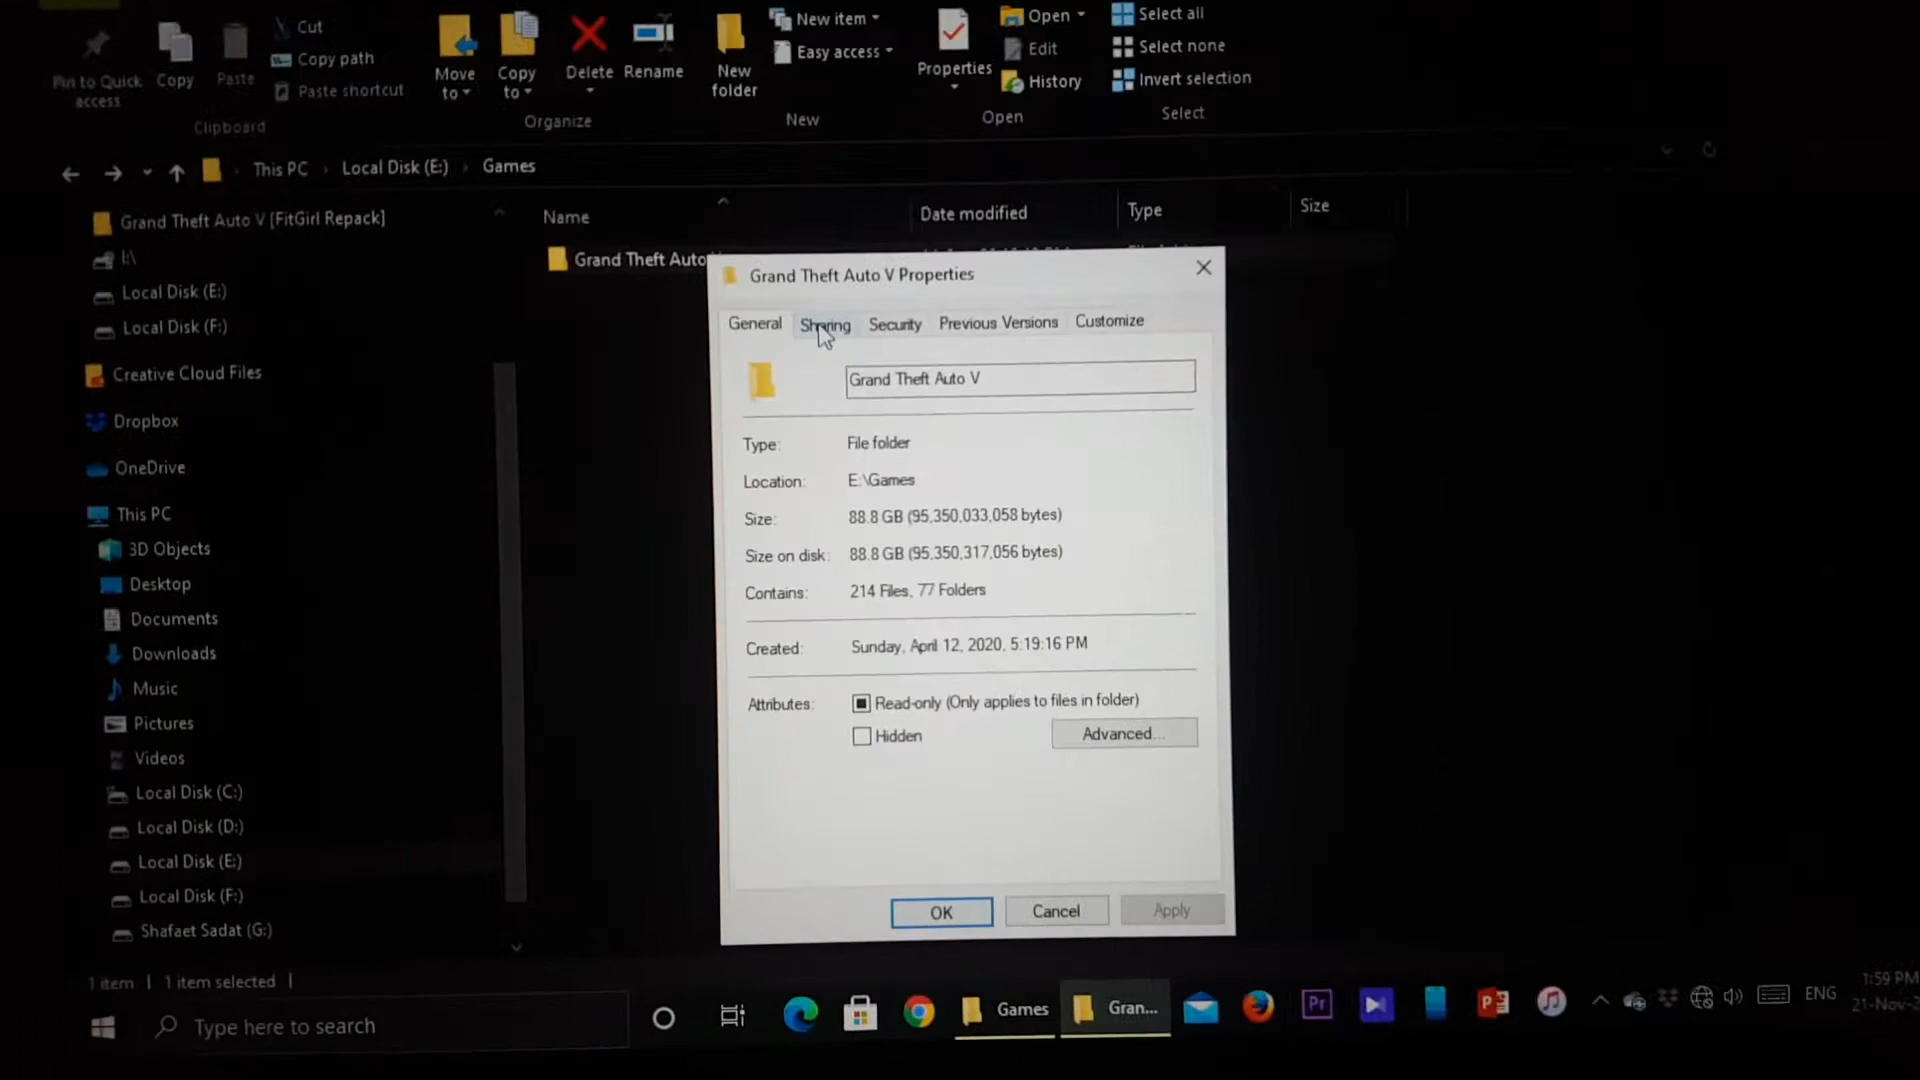 Pin to Quick access
Copy
Paste
Cut
Copy path
Paste shortcut
Clipboard
Move to
Copy to
Delete
Rename
Organize
New folder
New item
Easy access
New
Properties
Open
Edit
History
Open
Select all
Select none
Invert selection
Select
This PC
Local Disk (E:)
Games
Grand Theft Auto V [FitGirl Repack]
I:\
Local Disk (E:)
Local Disk (F:)
Creative Cloud Files
Dropbox
OneDrive
This PC
3D Objects
Desktop
Documents
Downloads
Music
Pictures
Videos
Local Disk (C:)
Local Disk (D:)
Local Disk (E:)
Local Disk (F:)
Shafaet Sadat (G:)
Name
Date modified
Type
Size
Grand Theft Auto
Grand Theft Auto V Properties
General
Sharing
Security
Previous Versions
Customize
Grand Theft Auto V
Type: File folder
Location: E:\Games
Size: 88.8 GB (95,350,033,058 bytes)
Size on disk: 88.8 GB (95,350,317,056 bytes)
Contains: 214 Files, 77 Folders
Created: Sunday, April 12, 2020, 5:19:16 PM
Attributes: Read-only (Only applies to files in folder)
Hidden
Advanced...
OK
Cancel
Apply
1 item
1 item selected
Type here to search
Games
Gran...
Pr
ENG
1:59 PM
21-Nov-2